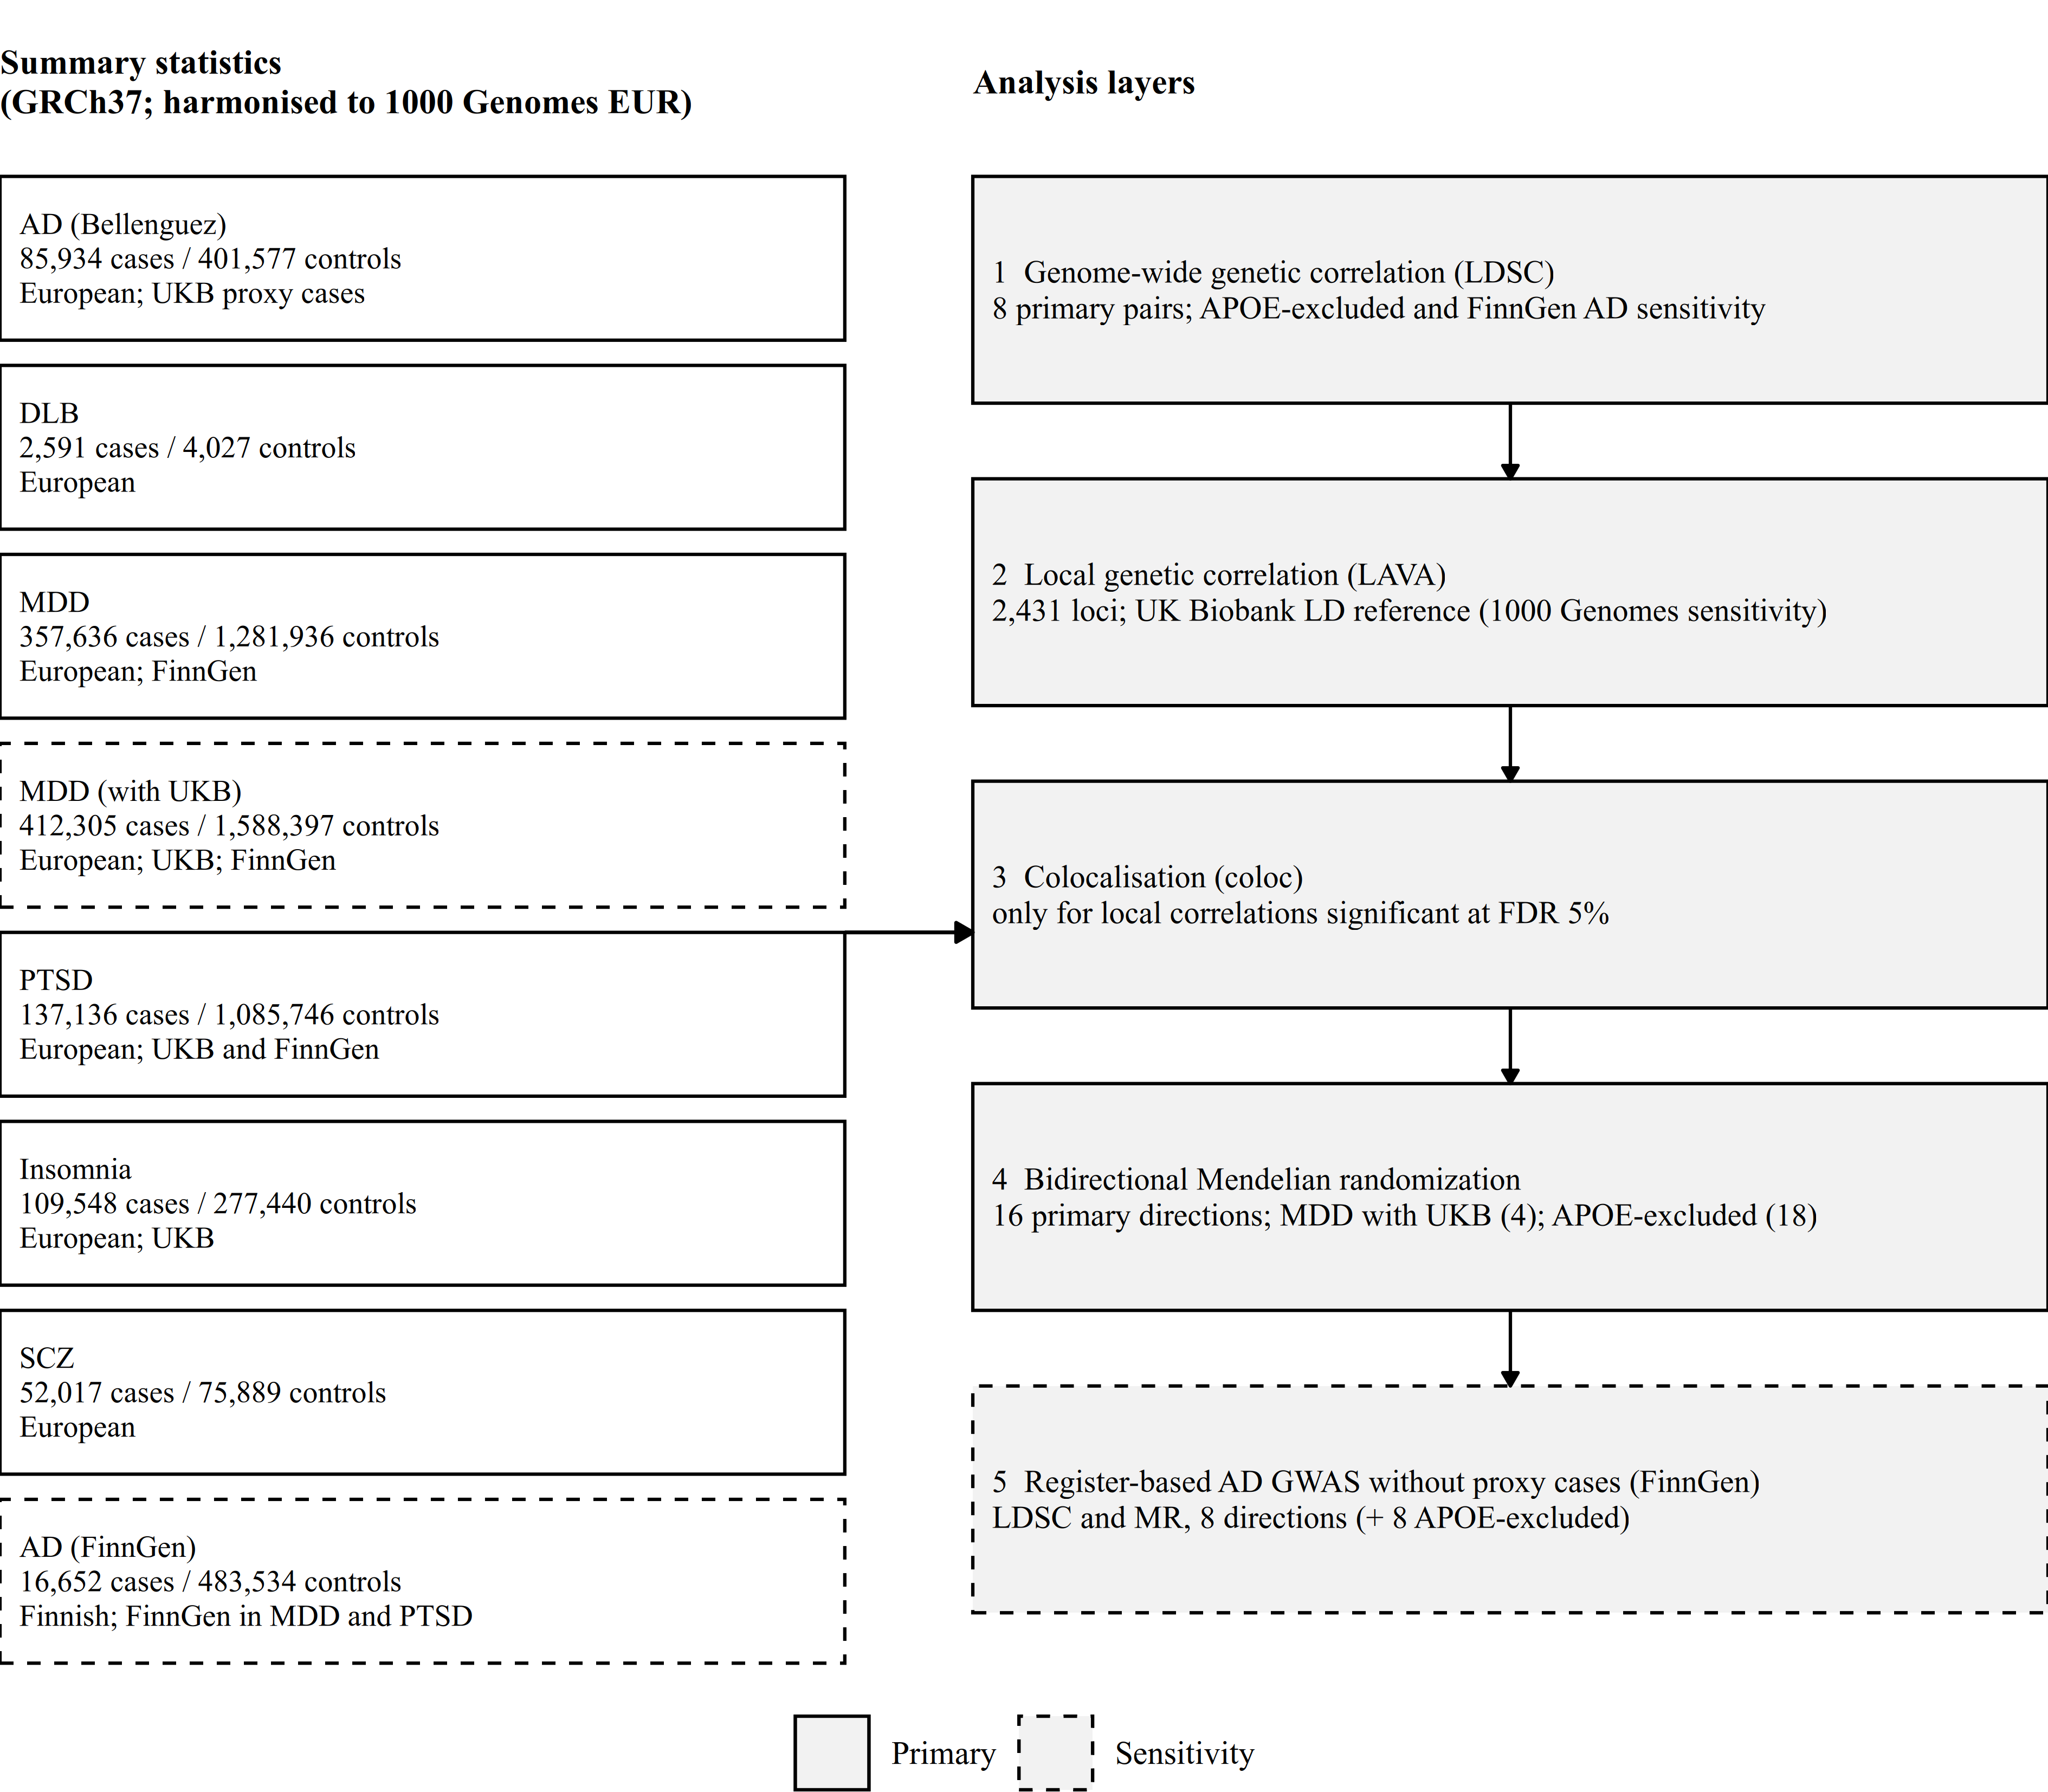 Summary statistics
(GRCh37; harmonised to 1000 Genomes EUR)
AD (Bellenguez)
85,934 cases / 401,577 controls
European; UKB proxy cases
DLB
2,591 cases / 4,027 controls
European
MDD
357,636 cases / 1,281,936 controls
European; FinnGen
MDD (with UKB)
412,305 cases / 1,588,397 controls
European; UKB; FinnGen
PTSD
137,136 cases / 1,085,746 controls
European; UKB and FinnGen
Insomnia
109,548 cases / 277,440 controls
European; UKB
SCZ
52,017 cases / 75,889 controls
European
AD (FinnGen)
16,652 cases / 483,534 controls
Finnish; FinnGen in MDD and PTSD
Analysis layers
1 Genome-wide genetic correlation (LDSC)
8 primary pairs; APOE-excluded and FinnGen AD sensitivity
2 Local genetic correlation (LAVA)
2,431 loci; UK Biobank LD reference (1000 Genomes sensitivity)
3 Colocalisation (coloc)
only for local correlations significant at FDR 5%
4 Bidirectional Mendelian randomization
16 primary directions; MDD with UKB (4); APOE-excluded (18)
5 Register-based AD GWAS without proxy cases (FinnGen)
LDSC and MR, 8 directions (+ 8 APOE-excluded)
Primary
Sensitivity